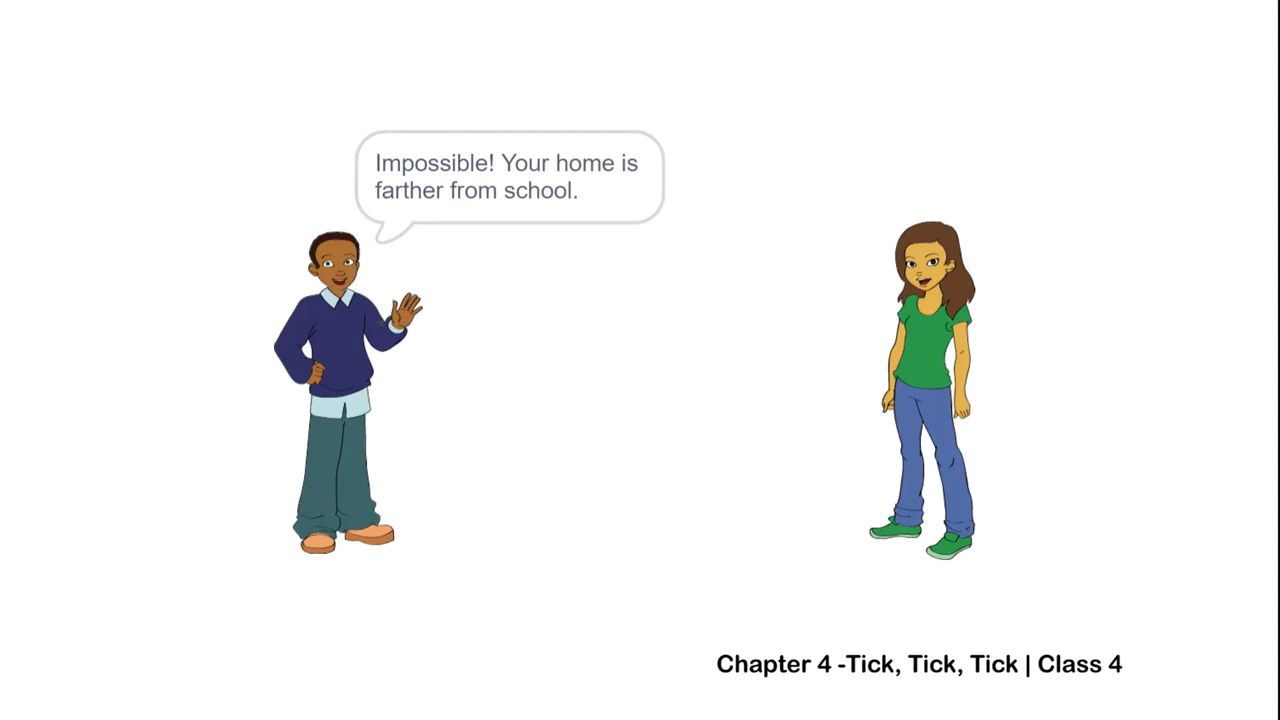 Impossible! Your home is
farther from school.
Chapter 4 -Tick, Tick, Tick | Class 4